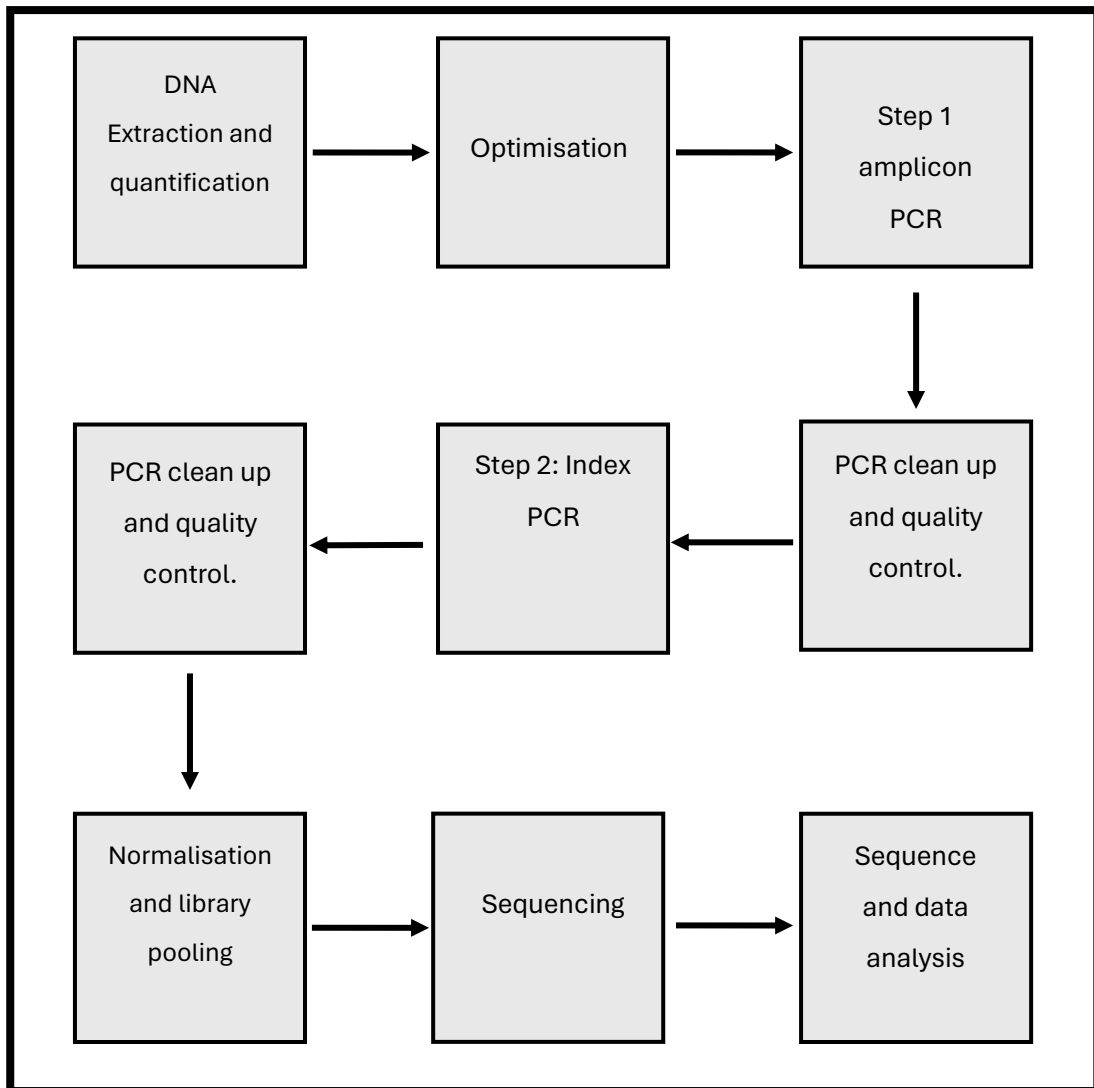 DNA
Extraction and
quantification
Optimisation
Step 1
amplicon
PCR
PCR clean up
and quality
control.
Step 2: Index
PCR
PCR clean up
and quality
control.
Normalisation
and library
pooling
Sequencing
Sequence
and data
analysis